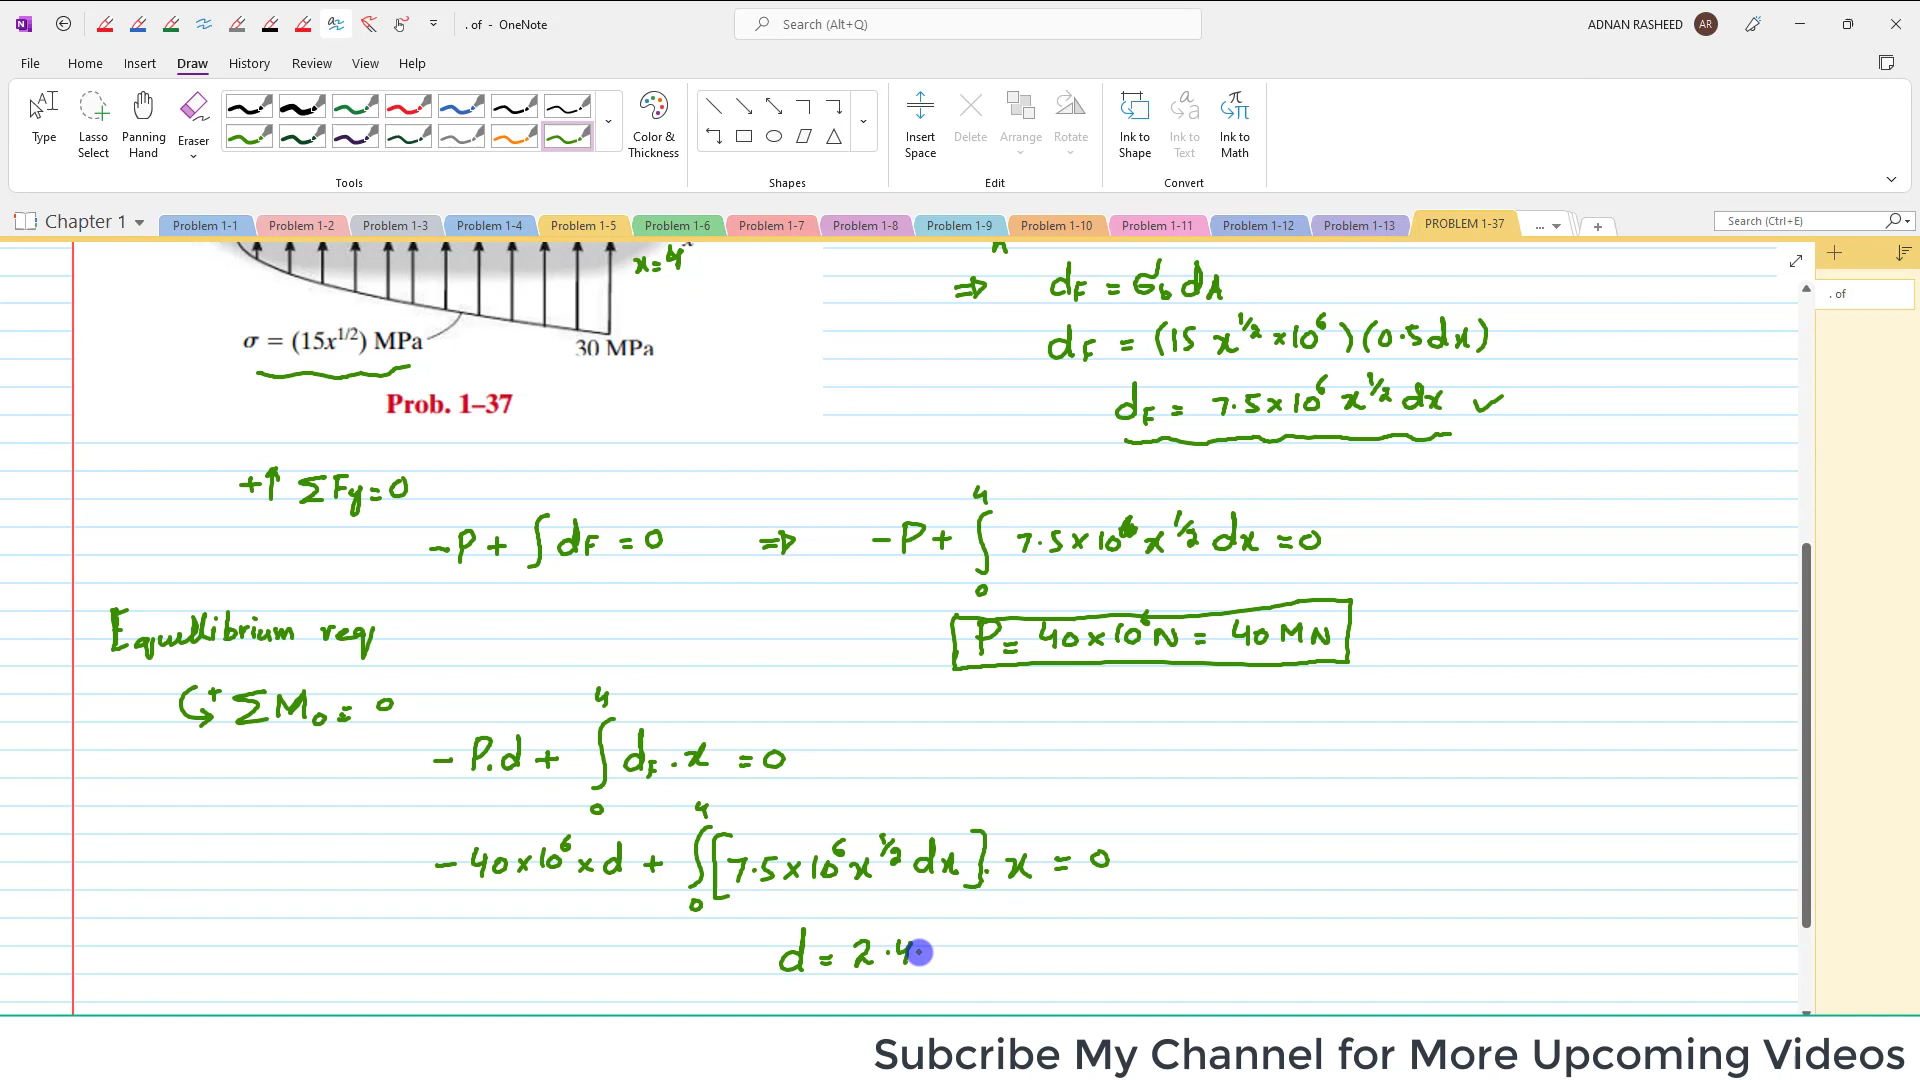 . of - OneNote
Search (Alt+Q)
ADNAN RASHEED AR
File Home Insert Draw History Review View Help
Type
Lasso Select
Panning Hand
Eraser
Color & Thickness
Insert Space
Delete
Arrange
Rotate
Ink to Shape
Ink to Text
Ink to Math
Tools Shapes Edit Convert
Chapter 1 Problem 1-1 Problem 1-2 Problem 1-3 Problem 1-4 Problem 1-5 Problem 1-6 Problem 1-7 Problem 1-8 Problem 1-9 Problem 1-10 Problem 1-11 Problem 1-12 Problem 1-13 PROBLEM 1-37 ... Search (Ctrl+E)
. of
x = 4
σ = (15x^{1/2}) MPa
30 MPa
Prob. 1–37
⇒ dF = σb dA
dF = (15 x^{1/2} × 10^6) (0.5 dx)
dF = 7.5 × 10^6 x^{1/2} dx ✓
+↑ ΣFy = 0
-P + ∫ dF = 0 ⇒ -P + ∫_0^4 7.5 × 10^6 x^{1/2} dx = 0
P = 40 × 10^6 N = 40 MN
Equillibrium req
↺+ ΣMo = 0
- P.d + ∫_0^4 dF . x = 0
- 40 × 10^6 × d + ∫_0^4 [7.5 × 10^6 x^{1/2} dx] . x = 0
d = 2.4
Subcribe My Channel for More Upcoming Videos